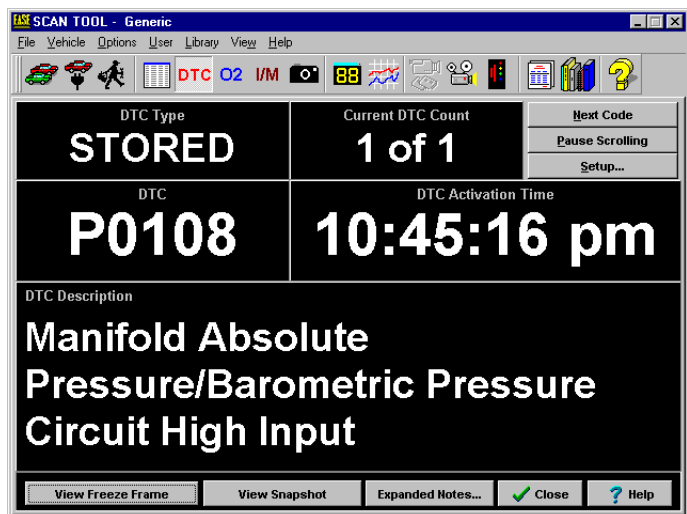 EASE SCAN TOOL - Generic
File Vehicle Options User Library View Help
DTC O2 I/M 88
DTC Type
STORED
Current DTC Count
1 of 1
Next Code
Pause Scrolling
Setup...
DTC
P0108
DTC Activation Time
10:45:16 pm
DTC Description
Manifold Absolute
Pressure/Barometric Pressure
Circuit High Input
View Freeze Frame View Snapshot Expanded Notes... Close Help